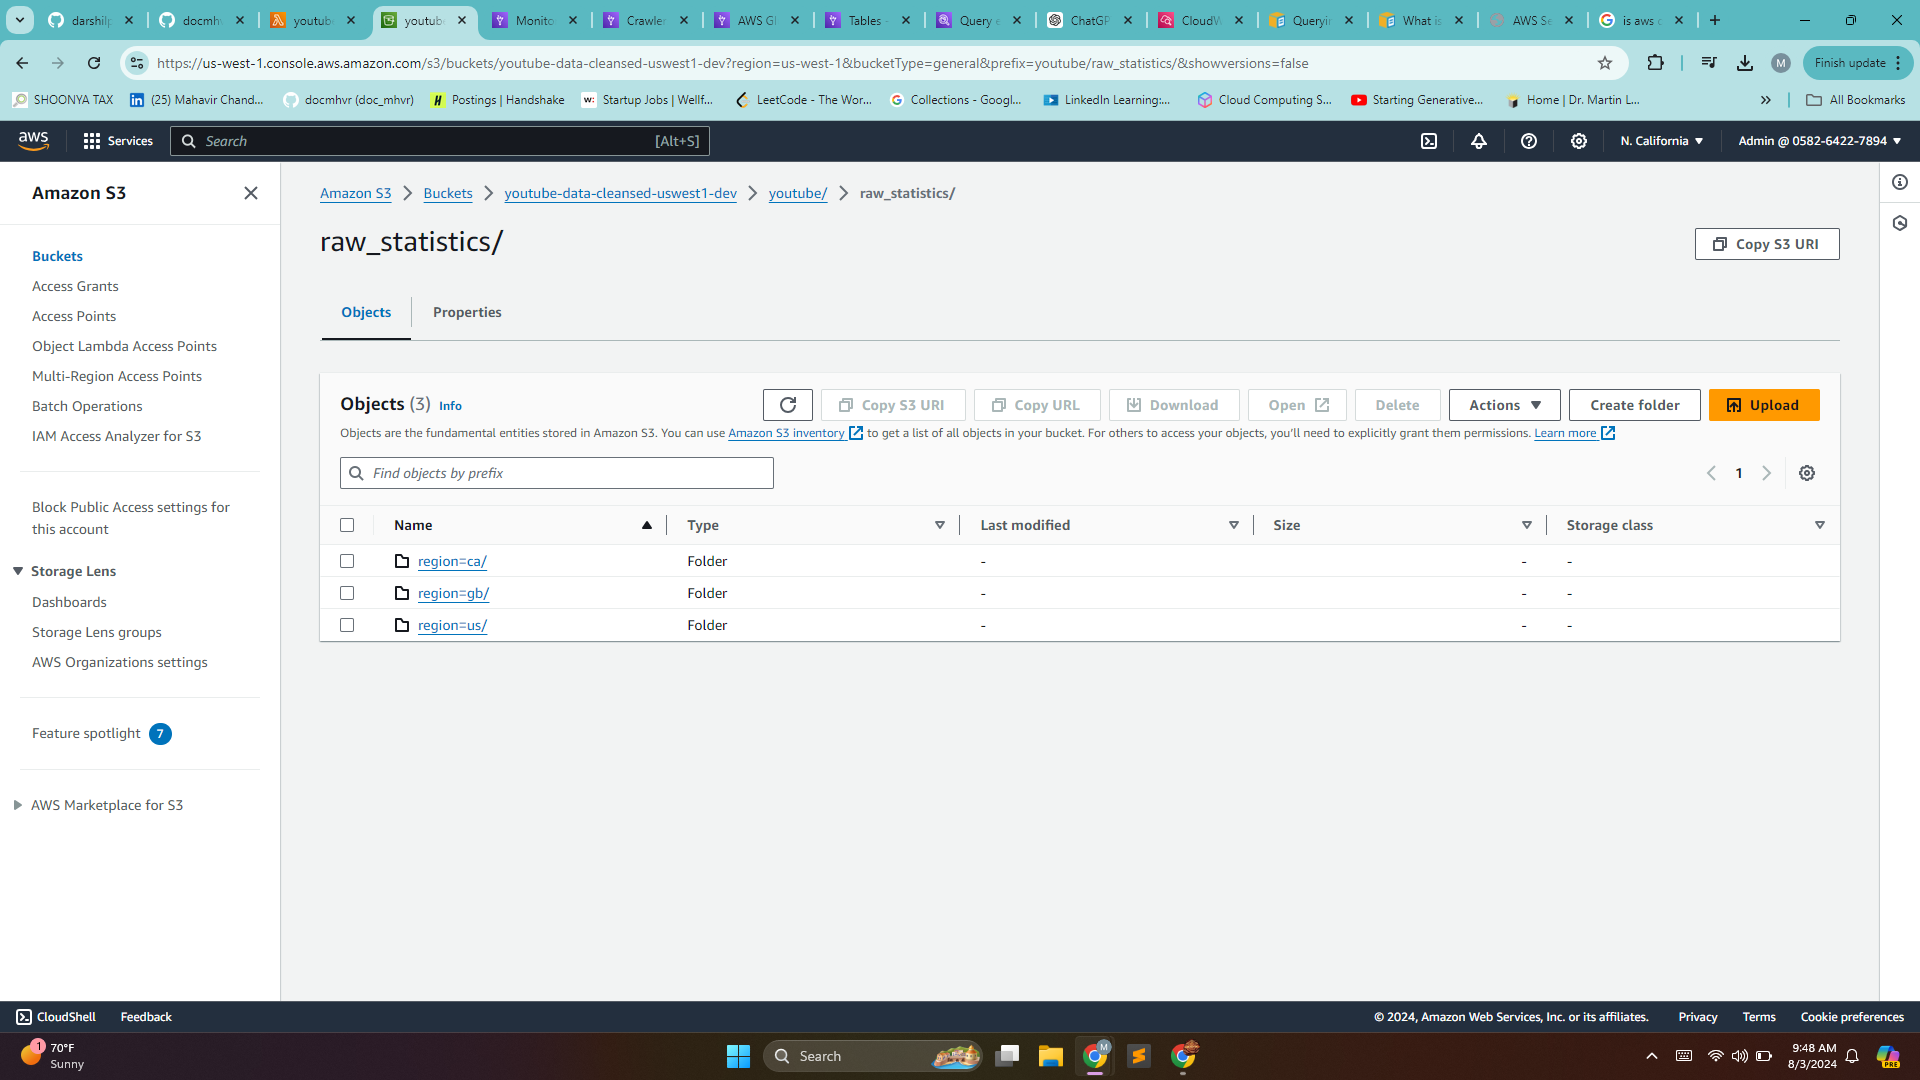 darshilp
docmhv
youtube
youtube
Monito
Crawler
AWS Gl
Tables -
Query e
ChatGP
CloudW
Queryin
What is
AWS Se
is aws c
https://us-west-1.console.aws.amazon.com/s3/buckets/youtube-data-cleansed-uswest1-dev?region=us-west-1&bucketType=general&prefix=youtube/raw_statistics/&showversions=false
M
Finish update
SHOONYA TAX
(25) Mahavir Chand...
docmhvr (doc_mhvr)
Postings | Handshake
Startup Jobs | Wellf...
LeetCode - The Wor...
Collections - Googl...
LinkedIn Learning:...
Cloud Computing S...
Starting Generative...
Home | Dr. Martin L...
All Bookmarks
aws
Services
Search
[Alt+S]
N. California
Admin @ 0582-6422-7894
Amazon S3
Buckets
Access Grants
Access Points
Object Lambda Access Points
Multi-Region Access Points
Batch Operations
IAM Access Analyzer for S3
Block Public Access settings for
this account
Storage Lens
Dashboards
Storage Lens groups
AWS Organizations settings
Feature spotlight 7
AWS Marketplace for S3
Amazon S3 Buckets youtube-data-cleansed-uswest1-dev youtube/ raw_statistics/
raw_statistics/
Copy S3 URI
Objects Properties
Objects (3) Info
Copy S3 URI
Copy URL
Download
Open
Delete
Actions
Create folder
Upload
Objects are the fundamental entities stored in Amazon S3. You can use Amazon S3 inventory to get a list of all objects in your bucket. For others to access your objects, you'll need to explicitly grant them permissions. Learn more
Find objects by prefix
1
Name Type Last modified Size Storage class
region=ca/ Folder - - -
region=gb/ Folder - - -
region=us/ Folder - - -
CloudShell Feedback
© 2024, Amazon Web Services, Inc. or its affiliates. Privacy Terms Cookie preferences
1
70°F
Sunny
Search
M
9:48 AM
8/3/2024
PRE